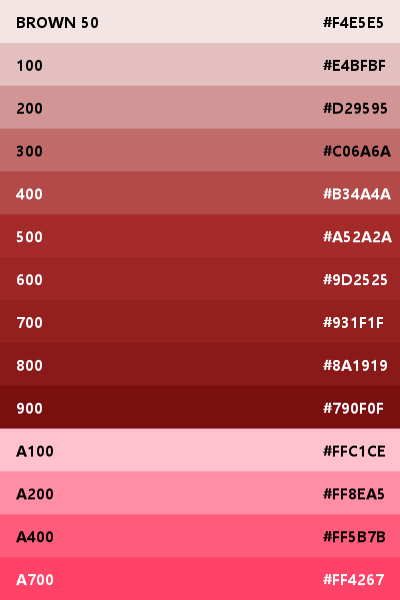 BROWN 50 #F4E5E5
100 #E4BFBF
200 #D29595
300 #C06A6A
400 #B34A4A
500 #A52A2A
600 #9D2525
700 #931F1F
800 #8A1919
900 #790F0F
A100 #FFC1CE
A200 #FF8EA5
A400 #FF5B7B
A700 #FF4267